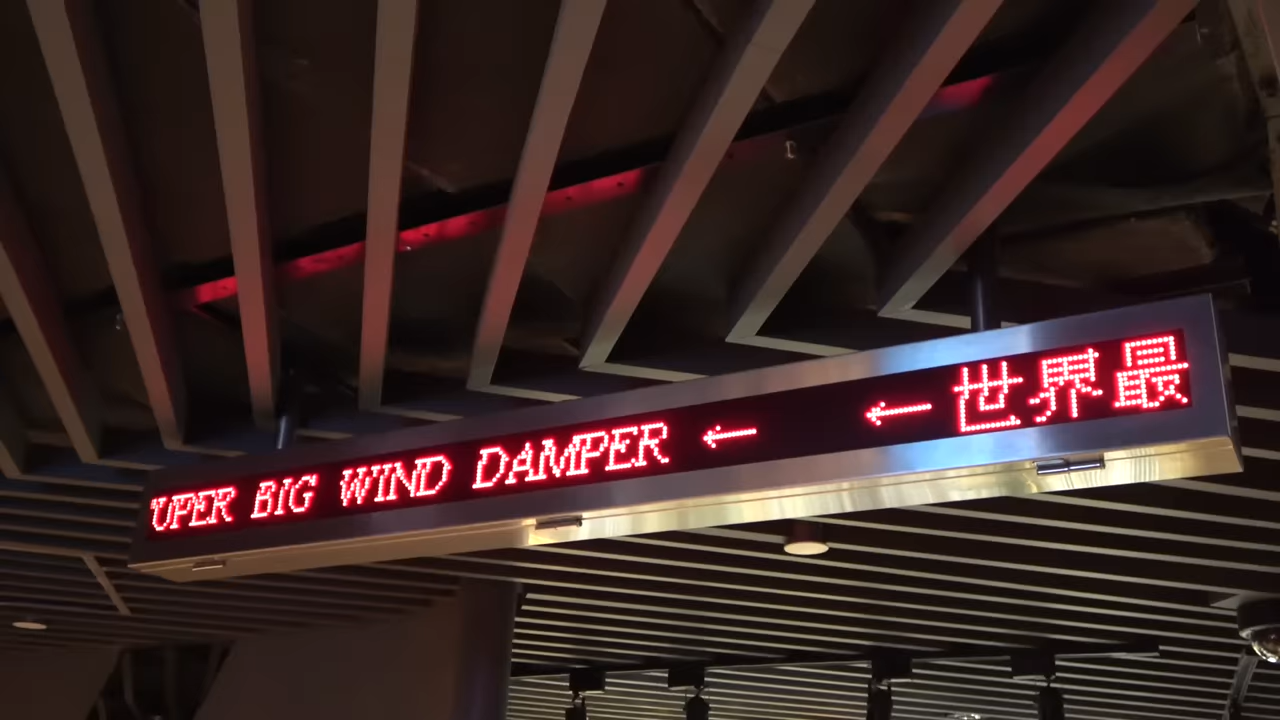 UPER BIG WIND DAMPER ← ← 世界最